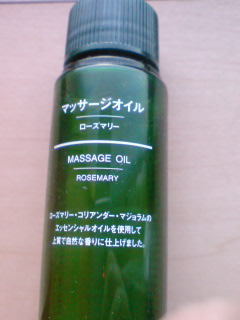 マッサージオイル
ローズマリー
MASSAGE OIL
ROSEMARY
ローズマリー・コリアンダー・マジョラムの
エッセンシャルオイルを使用して
上質で自然な香りに仕上げました。